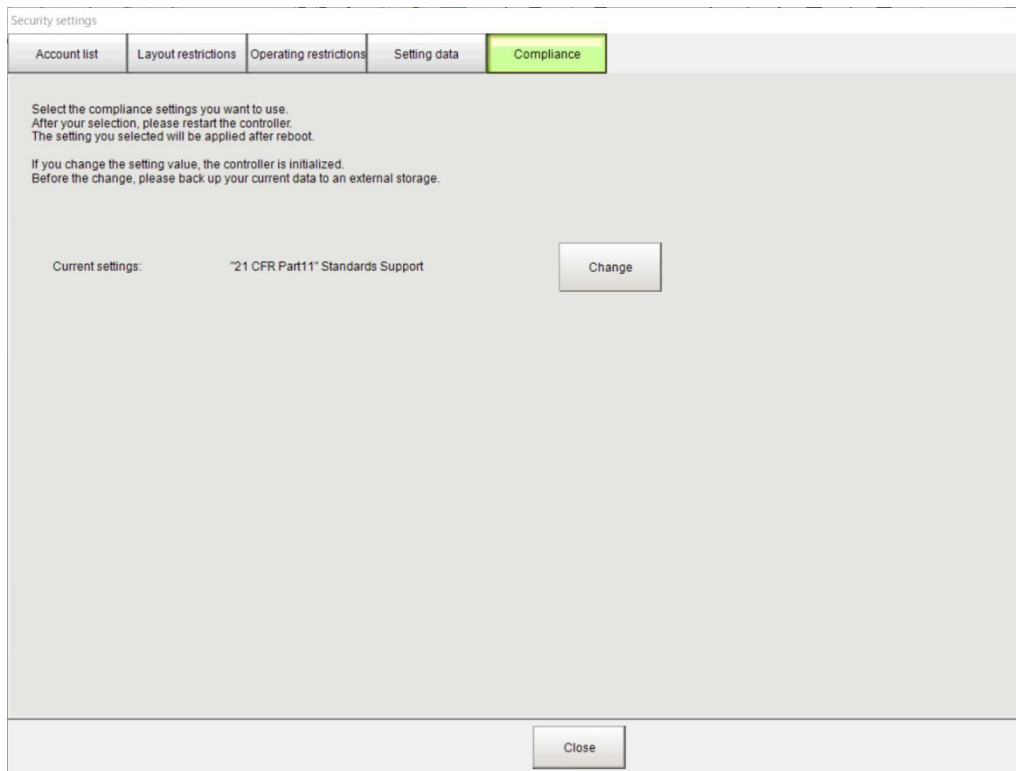 Security settings
Account list
Layout restrictions
Operating restrictions
Setting data
Compliance
Select the compliance settings you want to use.
After your selection, please restart the controller.
The setting you selected will be applied after reboot.
If you change the setting value, the controller is initialized.
Before the change, please back up your current data to an external storage.
Current settings: "21 CFR Part11" Standards Support
Change
Close